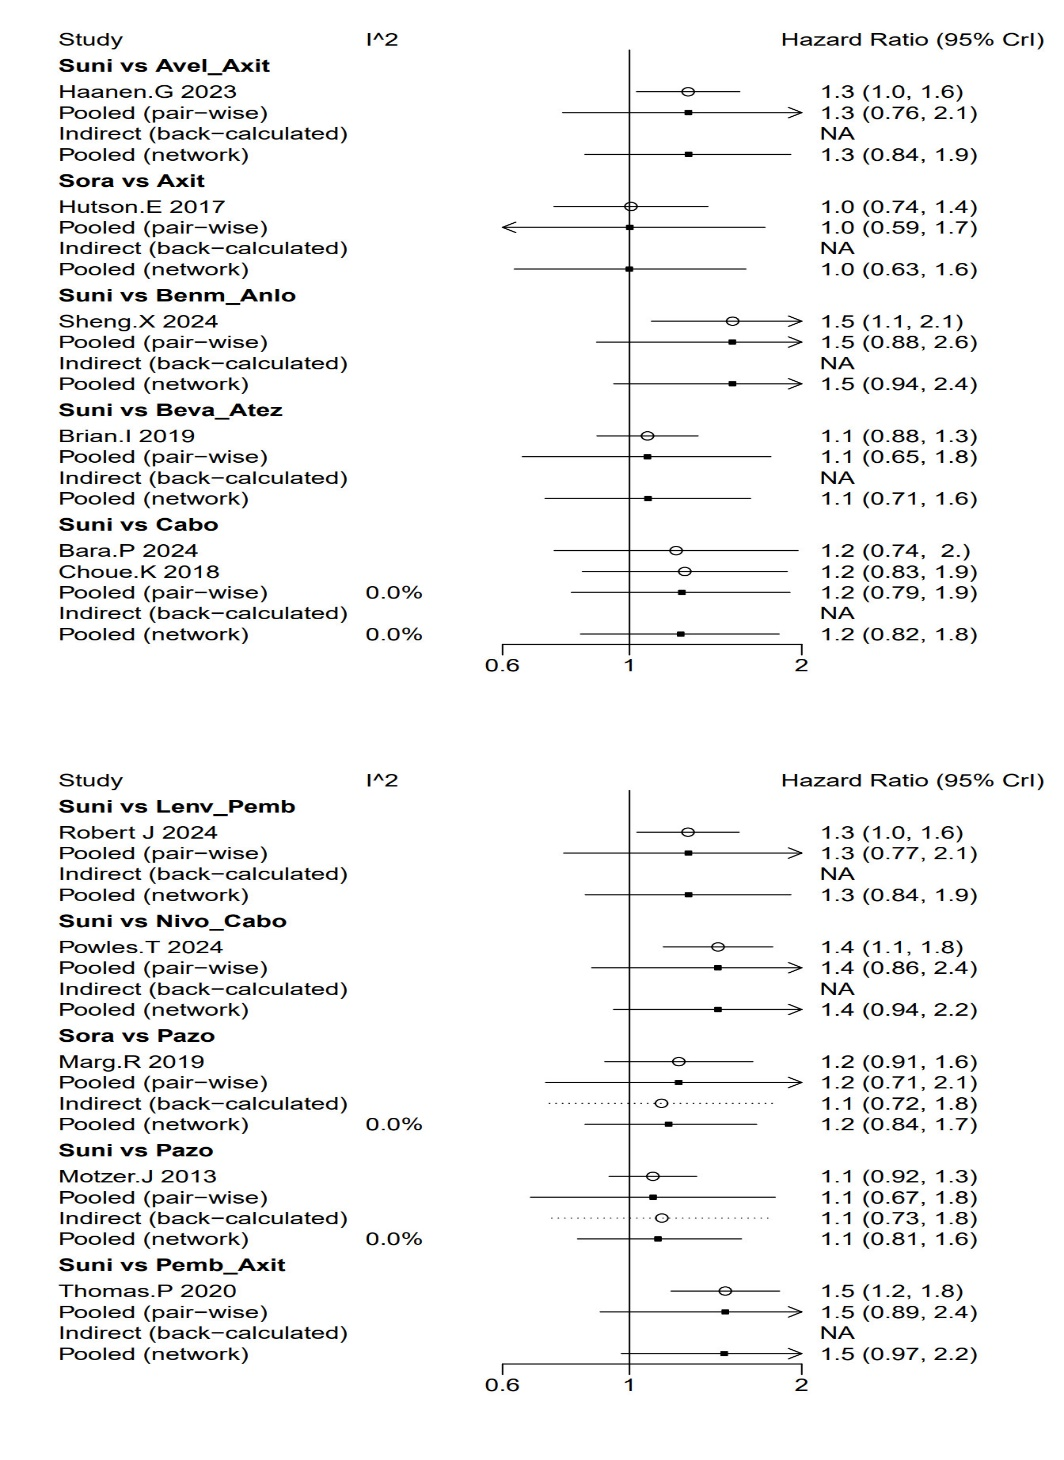 Study I^2 Hazard Ratio (95% CrI)
Suni vs Avel_Axit
Haanen.G 2023 1.3 (1.0, 1.6)
Pooled (pair−wise) 1.3 (0.76, 2.1)
Indirect (back−calculated) NA
Pooled (network) 1.3 (0.84, 1.9)
Sora vs Axit
Hutson.E 2017 1.0 (0.74, 1.4)
Pooled (pair−wise) 1.0 (0.59, 1.7)
Indirect (back−calculated) NA
Pooled (network) 1.0 (0.63, 1.6)
Suni vs Benm_Anlo
Sheng.X 2024 1.5 (1.1, 2.1)
Pooled (pair−wise) 1.5 (0.88, 2.6)
Indirect (back−calculated) NA
Pooled (network) 1.5 (0.94, 2.4)
Suni vs Beva_Atez
Brian.I 2019 1.1 (0.88, 1.3)
Pooled (pair−wise) 1.1 (0.65, 1.8)
Indirect (back−calculated) NA
Pooled (network) 1.1 (0.71, 1.6)
Suni vs Cabo
Bara.P 2024 1.2 (0.74, 2.)
Choue.K 2018 1.2 (0.83, 1.9)
Pooled (pair−wise) 0.0% 1.2 (0.79, 1.9)
Indirect (back−calculated) NA
Pooled (network) 0.0% 1.2 (0.82, 1.8)
0.6 1 2
Study I^2 Hazard Ratio (95% CrI)
Suni vs Lenv_Pemb
Robert J 2024 1.3 (1.0, 1.6)
Pooled (pair−wise) 1.3 (0.77, 2.1)
Indirect (back−calculated) NA
Pooled (network) 1.3 (0.84, 1.9)
Suni vs Nivo_Cabo
Powles.T 2024 1.4 (1.1, 1.8)
Pooled (pair−wise) 1.4 (0.86, 2.4)
Indirect (back−calculated) NA
Pooled (network) 1.4 (0.94, 2.2)
Sora vs Pazo
Marg.R 2019 1.2 (0.91, 1.6)
Pooled (pair−wise) 1.2 (0.71, 2.1)
Indirect (back−calculated) 1.1 (0.72, 1.8)
Pooled (network) 0.0% 1.2 (0.84, 1.7)
Suni vs Pazo
Motzer.J 2013 1.1 (0.92, 1.3)
Pooled (pair−wise) 1.1 (0.67, 1.8)
Indirect (back−calculated) 1.1 (0.73, 1.8)
Pooled (network) 0.0% 1.1 (0.81, 1.6)
Suni vs Pemb_Axit
Thomas.P 2020 1.5 (1.2, 1.8)
Pooled (pair−wise) 1.5 (0.89, 2.4)
Indirect (back−calculated) NA
Pooled (network) 1.5 (0.97, 2.2)
0.6 1 2